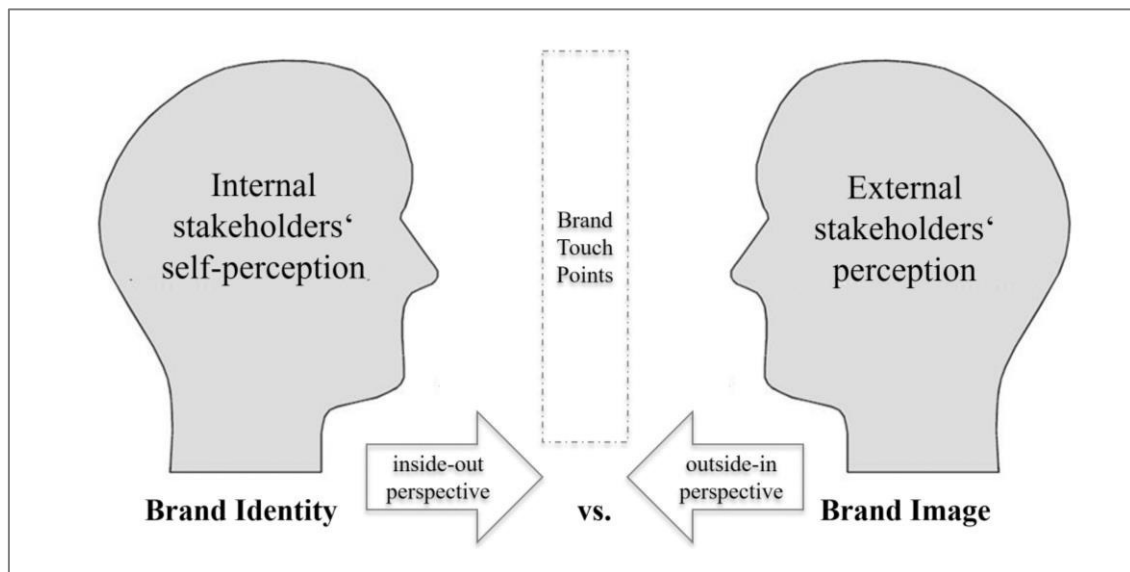 Internal
stakeholders‘
self-perception
Brand
Touch
Points
External
stakeholders‘
perception
inside-out
perspective
outside-in
perspective
Brand Identity
vs.
Brand Image